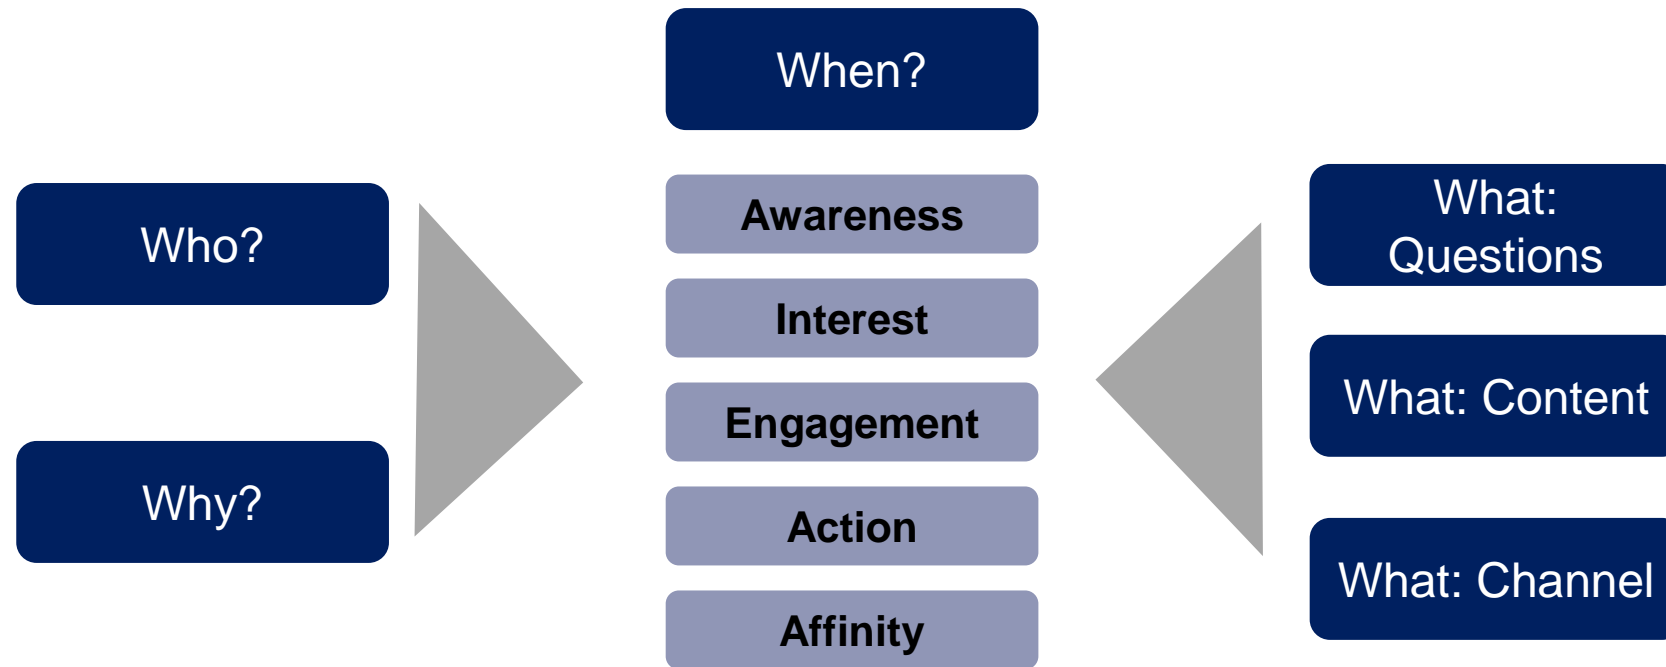 When?
Who?
Why?
Awareness
Interest
Engagement
Action
Affinity
What:
Questions
What: Content
What: Channel